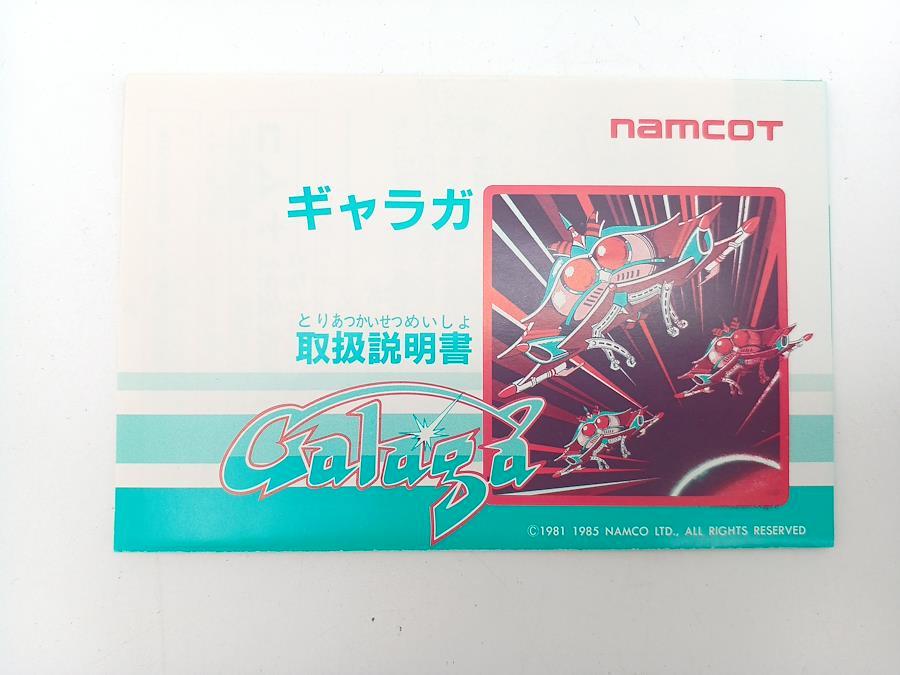 namcot
ギャラガ
とりあつかいせつめいしょ
取扱説明書
Galaga
©1981 1985 NAMCO LTD., ALL RIGHTS RESERVED